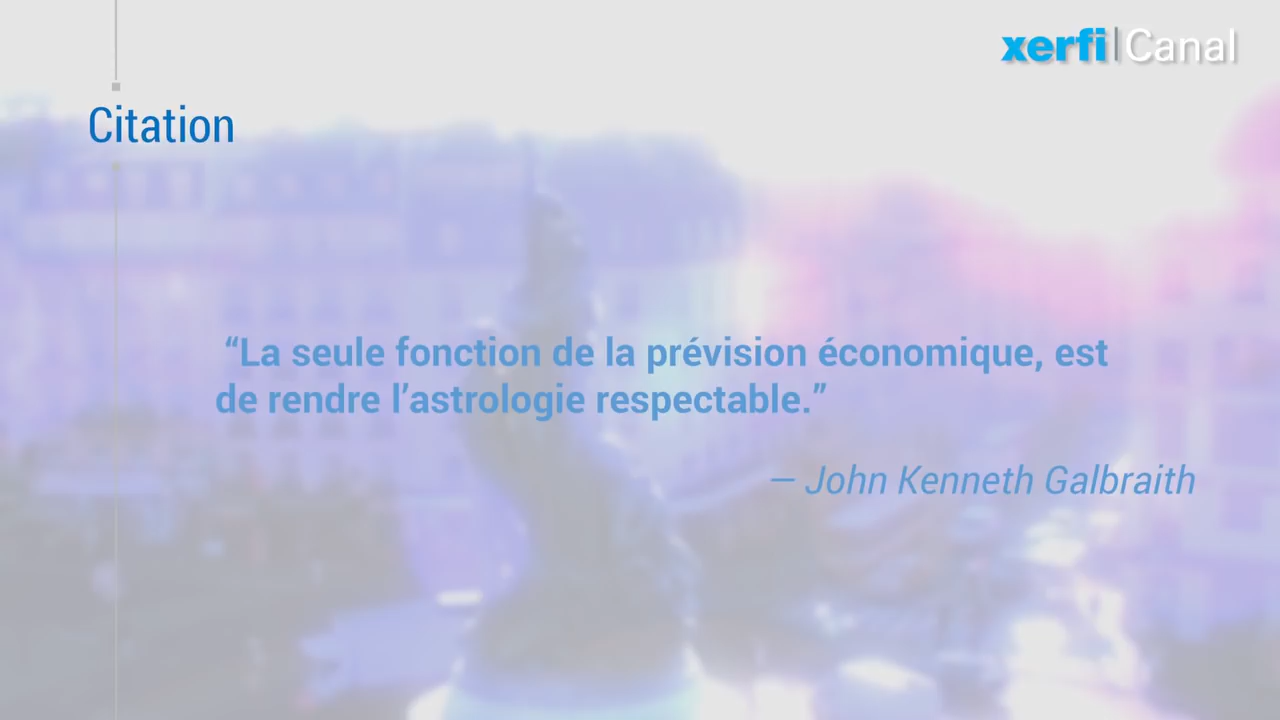 xerfi Canal
Citation
“La seule fonction de la prévision économique, est
de rendre l’astrologie respectable.”
– John Kenneth Galbraith